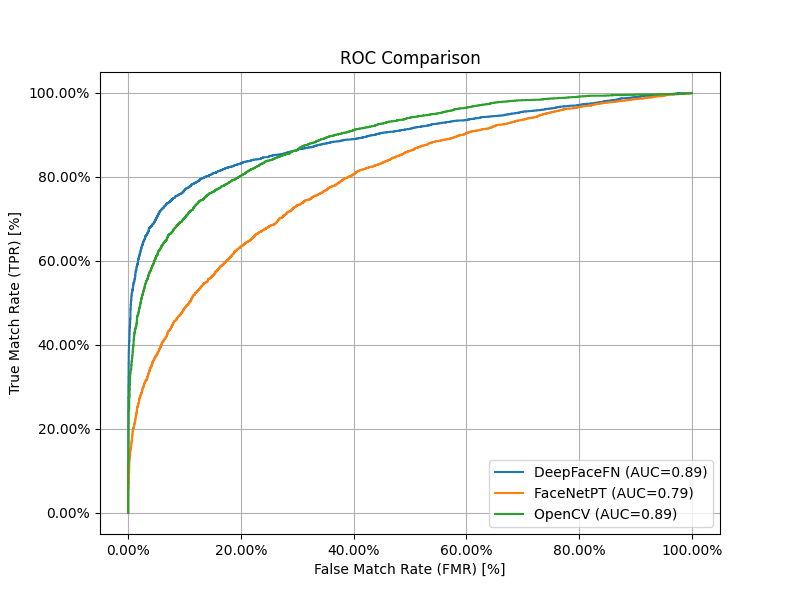 ROC Comparison
100.00%
80.00%
60.00%
40.00%
20.00%
0.00%
True Match Rate (TPR) [%]
DeepFaceFN (AUC=0.89)
FaceNetPT (AUC=0.79)
OpenCV (AUC=0.89)
0.00% 20.00% 40.00% 60.00% 80.00% 100.00%
False Match Rate (FMR) [%]